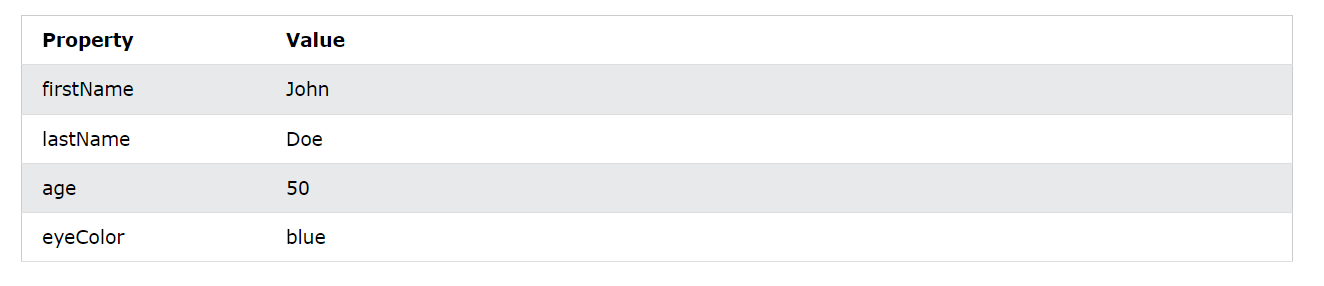 Property Value
firstName John
lastName Doe
age 50
eyeColor blue